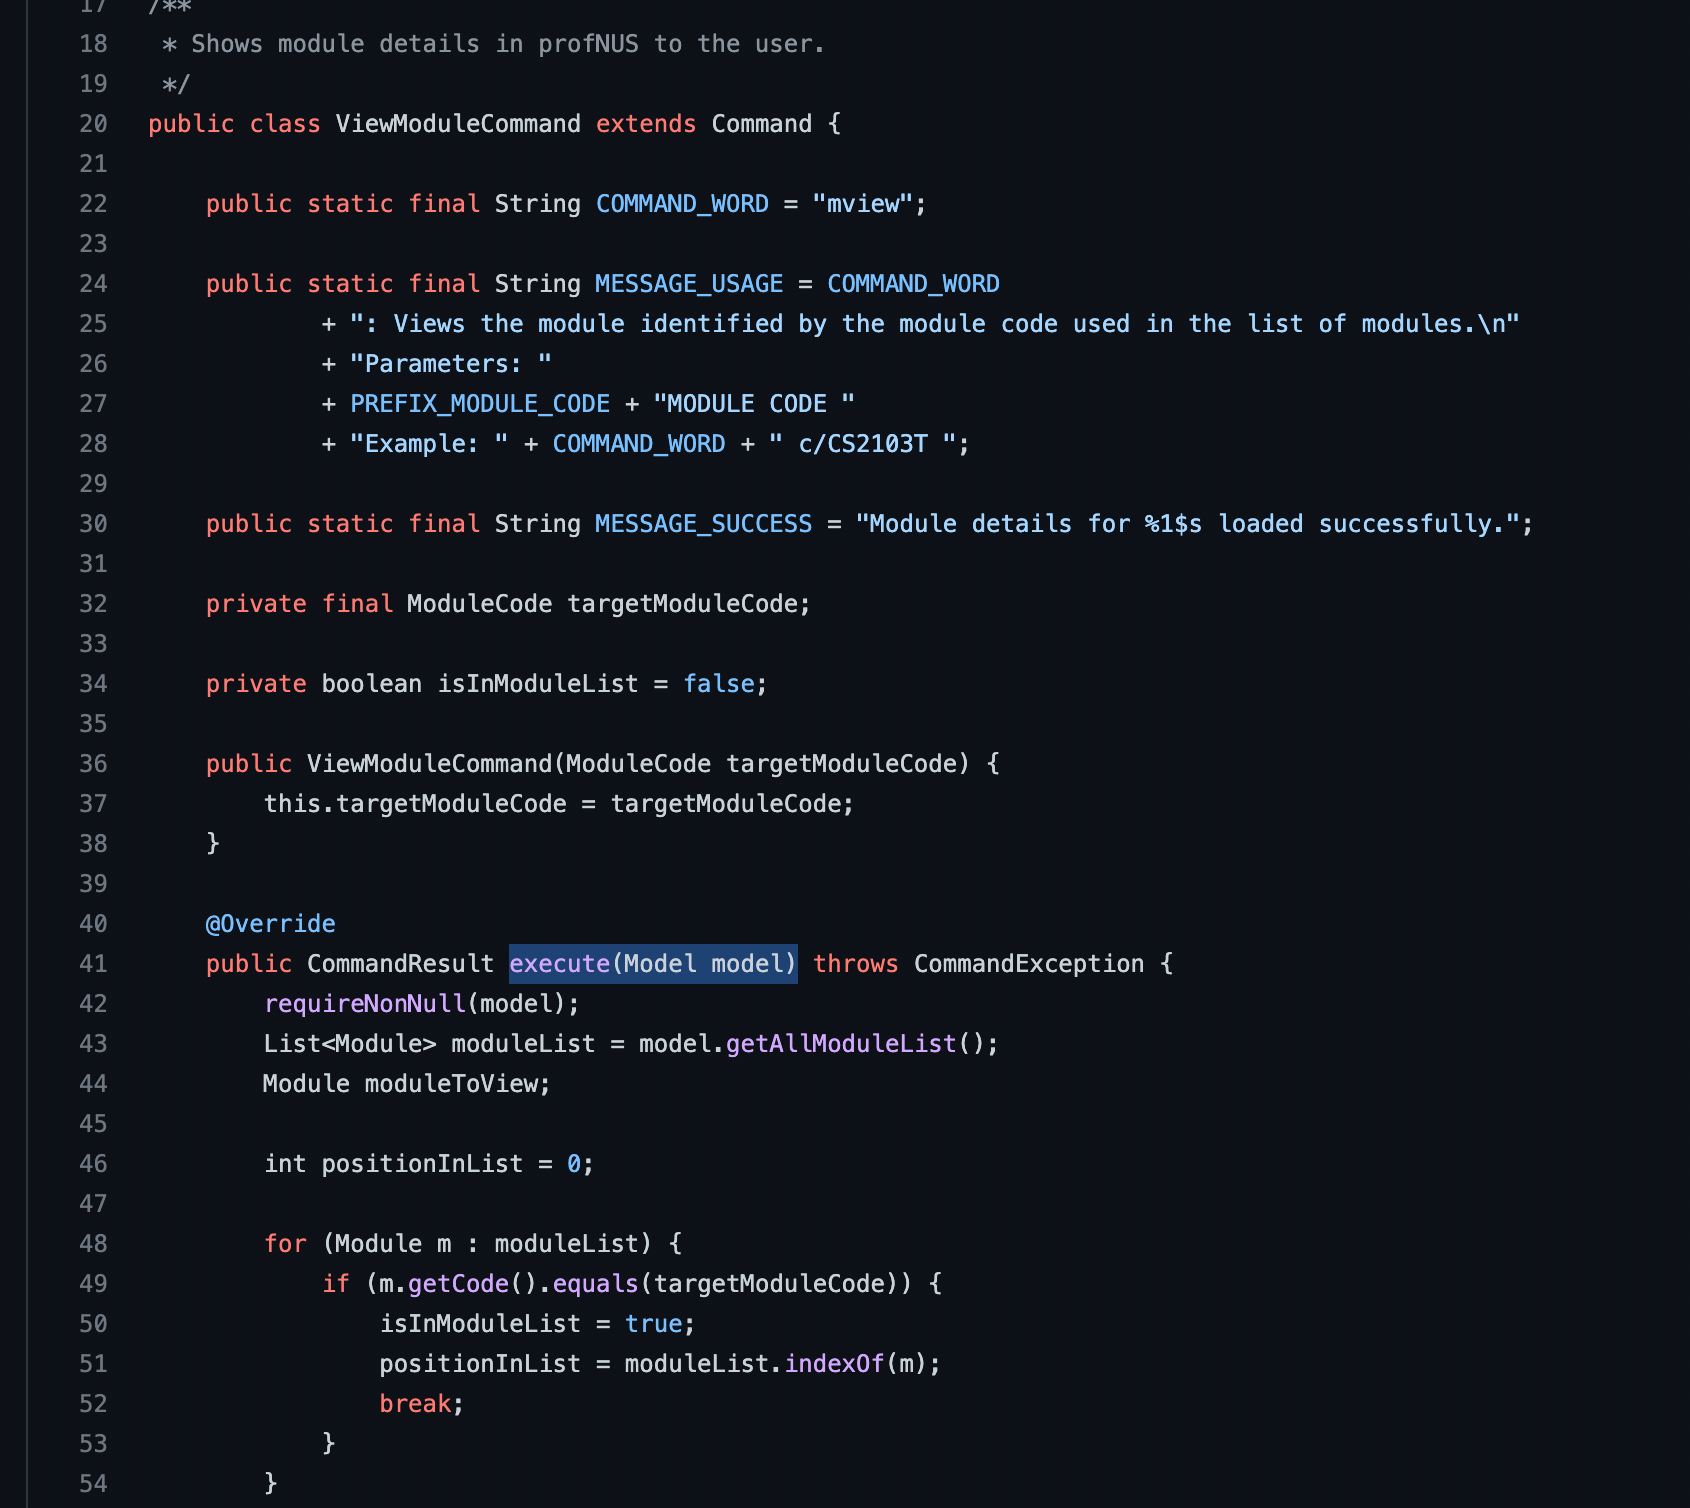 17 /**
18  * Shows module details in profNUS to the user.
19  */
20 public class ViewModuleCommand extends Command {
21
22     public static final String COMMAND_WORD = "mview";
23
24     public static final String MESSAGE_USAGE = COMMAND_WORD
25             + ": Views the module identified by the module code used in the list of modules.\n"
26             + "Parameters: "
27             + PREFIX_MODULE_CODE + "MODULE CODE "
28             + "Example: " + COMMAND_WORD + " c/CS2103T ";
29
30     public static final String MESSAGE_SUCCESS = "Module details for %1$s loaded successfully.";
31
32     private final ModuleCode targetModuleCode;
33
34     private boolean isInModuleList = false;
35
36     public ViewModuleCommand(ModuleCode targetModuleCode) {
37         this.targetModuleCode = targetModuleCode;
38     }
39
40     @Override
41     public CommandResult execute(Model model) throws CommandException {
42         requireNonNull(model);
43         List<Module> moduleList = model.getAllModuleList();
44         Module moduleToView;
45
46         int positionInList = 0;
47
48         for (Module m : moduleList) {
49             if (m.getCode().equals(targetModuleCode)) {
50                 isInModuleList = true;
51                 positionInList = moduleList.indexOf(m);
52                 break;
53             }
54         }